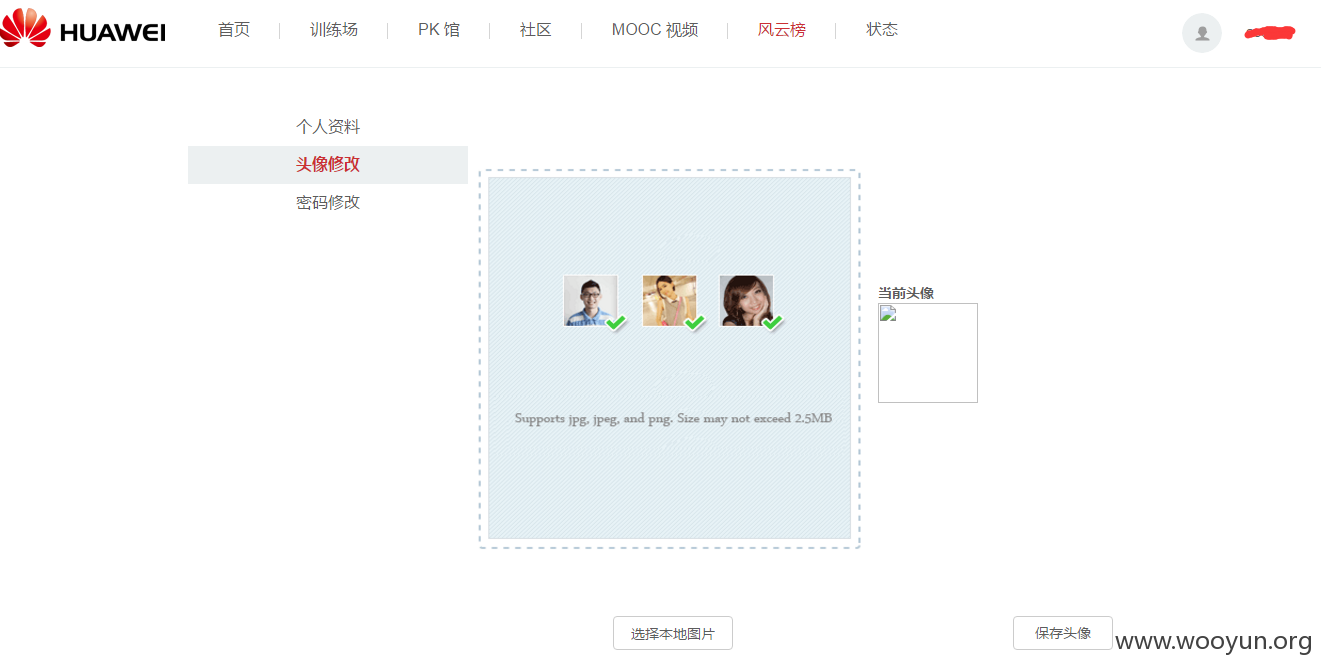 HUAWEI 首页 训练场 PK 馆 社区 MOOC 视频 风云榜 状态
个人资料
头像修改
密码修改
当前头像
Supports jpg, jpeg, and png. Size may not exceed 2.5MB
选择本地图片 保存头像
www.wooyun.org